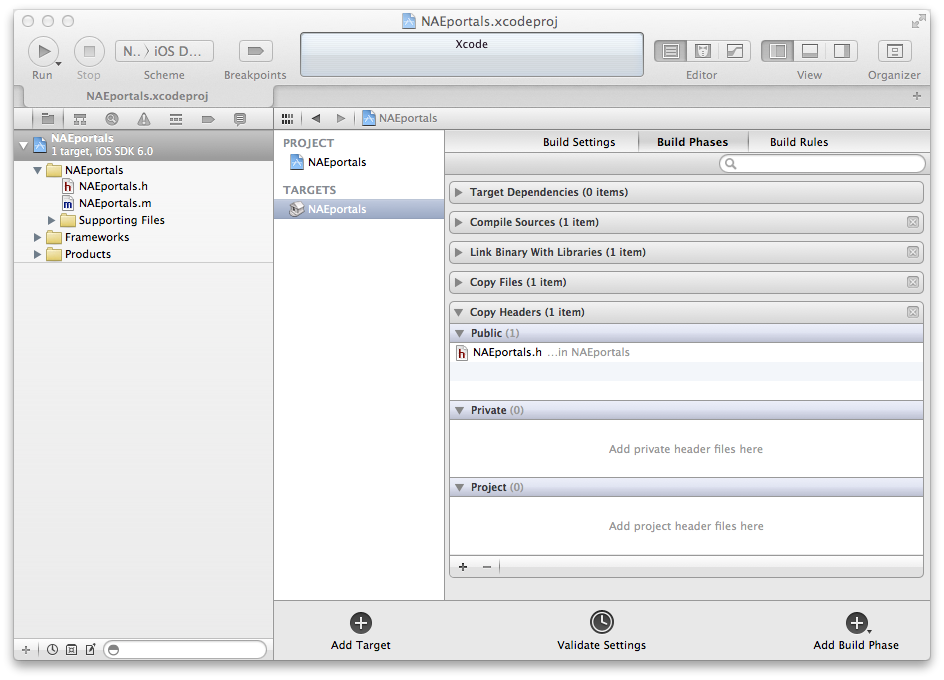 NAEportals.xcodeproj
N.. 〉 iOS D...
Xcode
Run
Stop
Scheme
Breakpoints
Editor
View
Organizer
NAEportals.xcodeproj
NAEportals
NAEportals
1 target, iOS SDK 6.0
NAEportals
h NAEportals.h
m NAEportals.m
Supporting Files
Frameworks
Products
PROJECT
NAEportals
TARGETS
NAEportals
Build Settings
Build Phases
Build Rules
Target Dependencies (0 items)
Compile Sources (1 item)
Link Binary With Libraries (1 item)
Copy Files (1 item)
Copy Headers (1 item)
Public (1)
h NAEportals.h ...in NAEportals
Private (0)
Add private header files here
Project (0)
Add project header files here
Add Target
Validate Settings
Add Build Phase